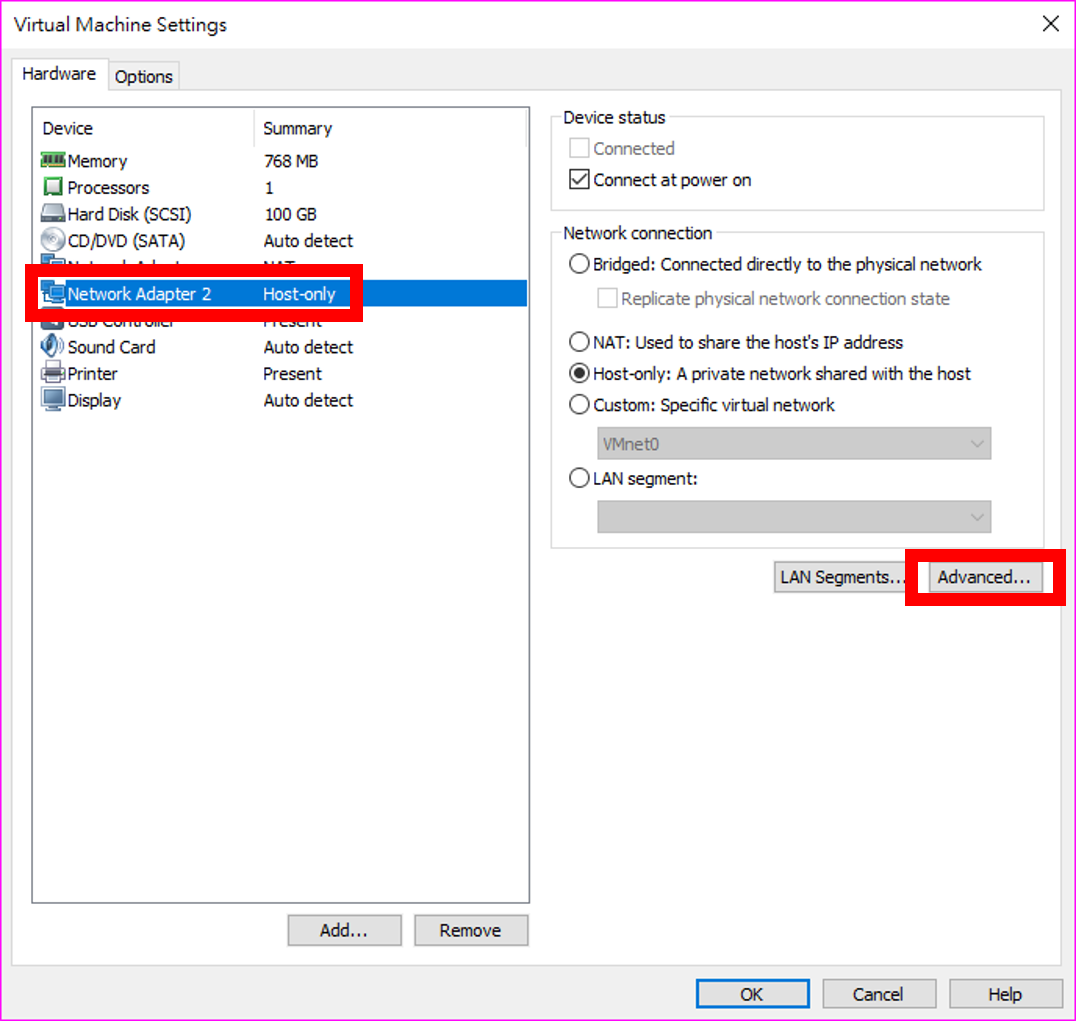 Virtual Machine Settings
Hardware
Options
Device Summary
Memory 768 MB
Processors 1
Hard Disk (SCSI) 100 GB
CD/DVD (SATA) Auto detect
Network Adapter 2 Host-only
USB Controller Present
Sound Card Auto detect
Printer Present
Display Auto detect
Add...
Remove
Device status
Connected
Connect at power on
Network connection
Bridged: Connected directly to the physical network
Replicate physical network connection state
NAT: Used to share the host's IP address
Host-only: A private network shared with the host
Custom: Specific virtual network
VMnet0
LAN segment:
LAN Segments...
Advanced...
OK
Cancel
Help